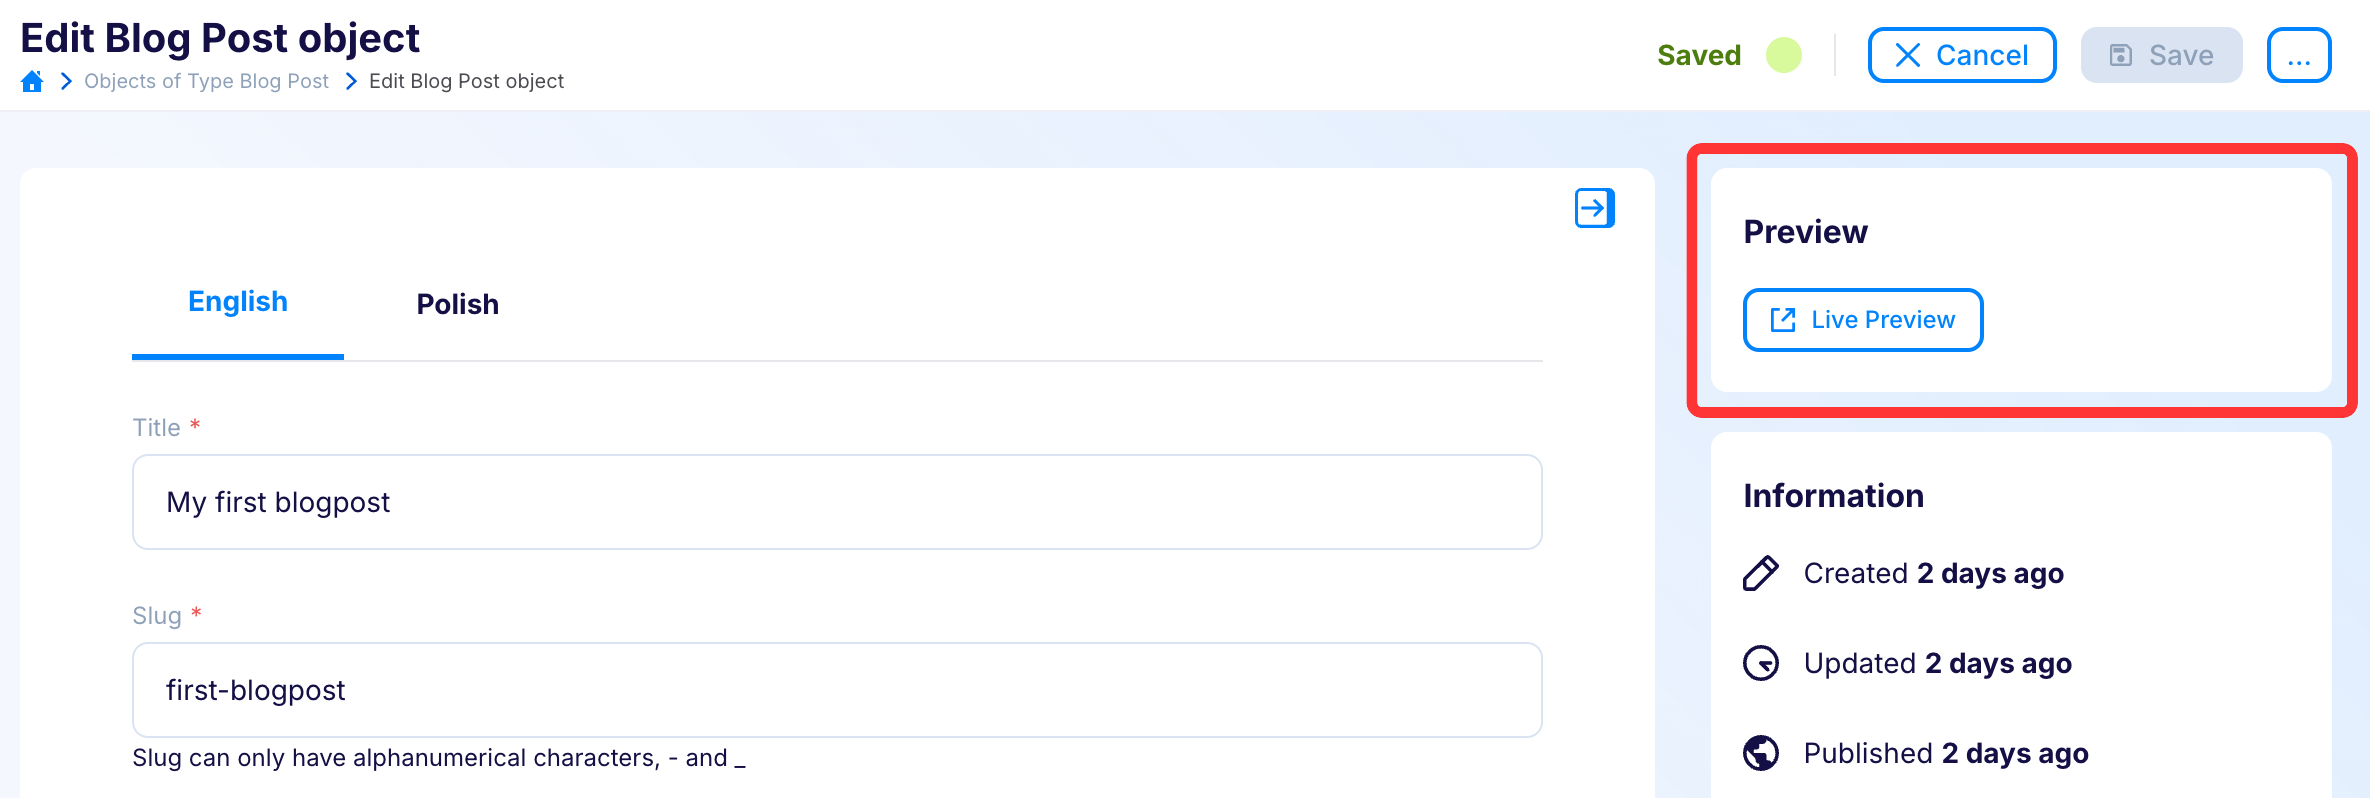 Edit Blog Post object
Objects of Type Blog Post
Edit Blog Post object
Saved
Cancel
Save
...
English
Polish
Title *
My first blogpost
Slug *
first-blogpost
Slug can only have alphanumerical characters, - and _
Preview
Live Preview
Information
Created 2 days ago
Updated 2 days ago
Published 2 days ago